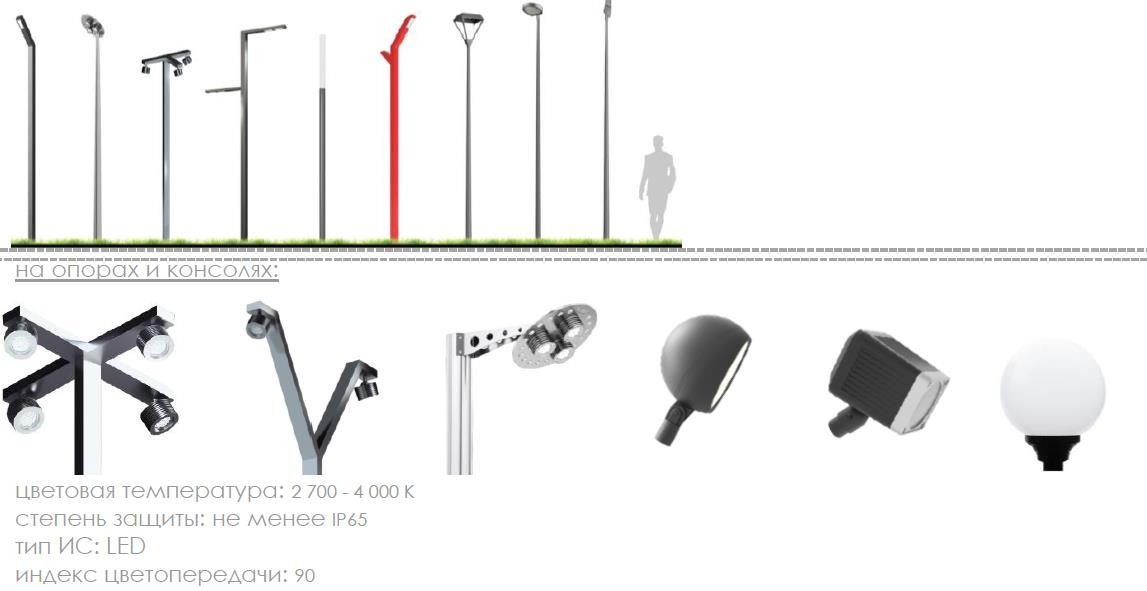 на опорах и консолях:
цветовая температура: 2 700 - 4 000 K
степень защиты: не менее IP65
тип ИС: LED
индекс цветопередачи: 90